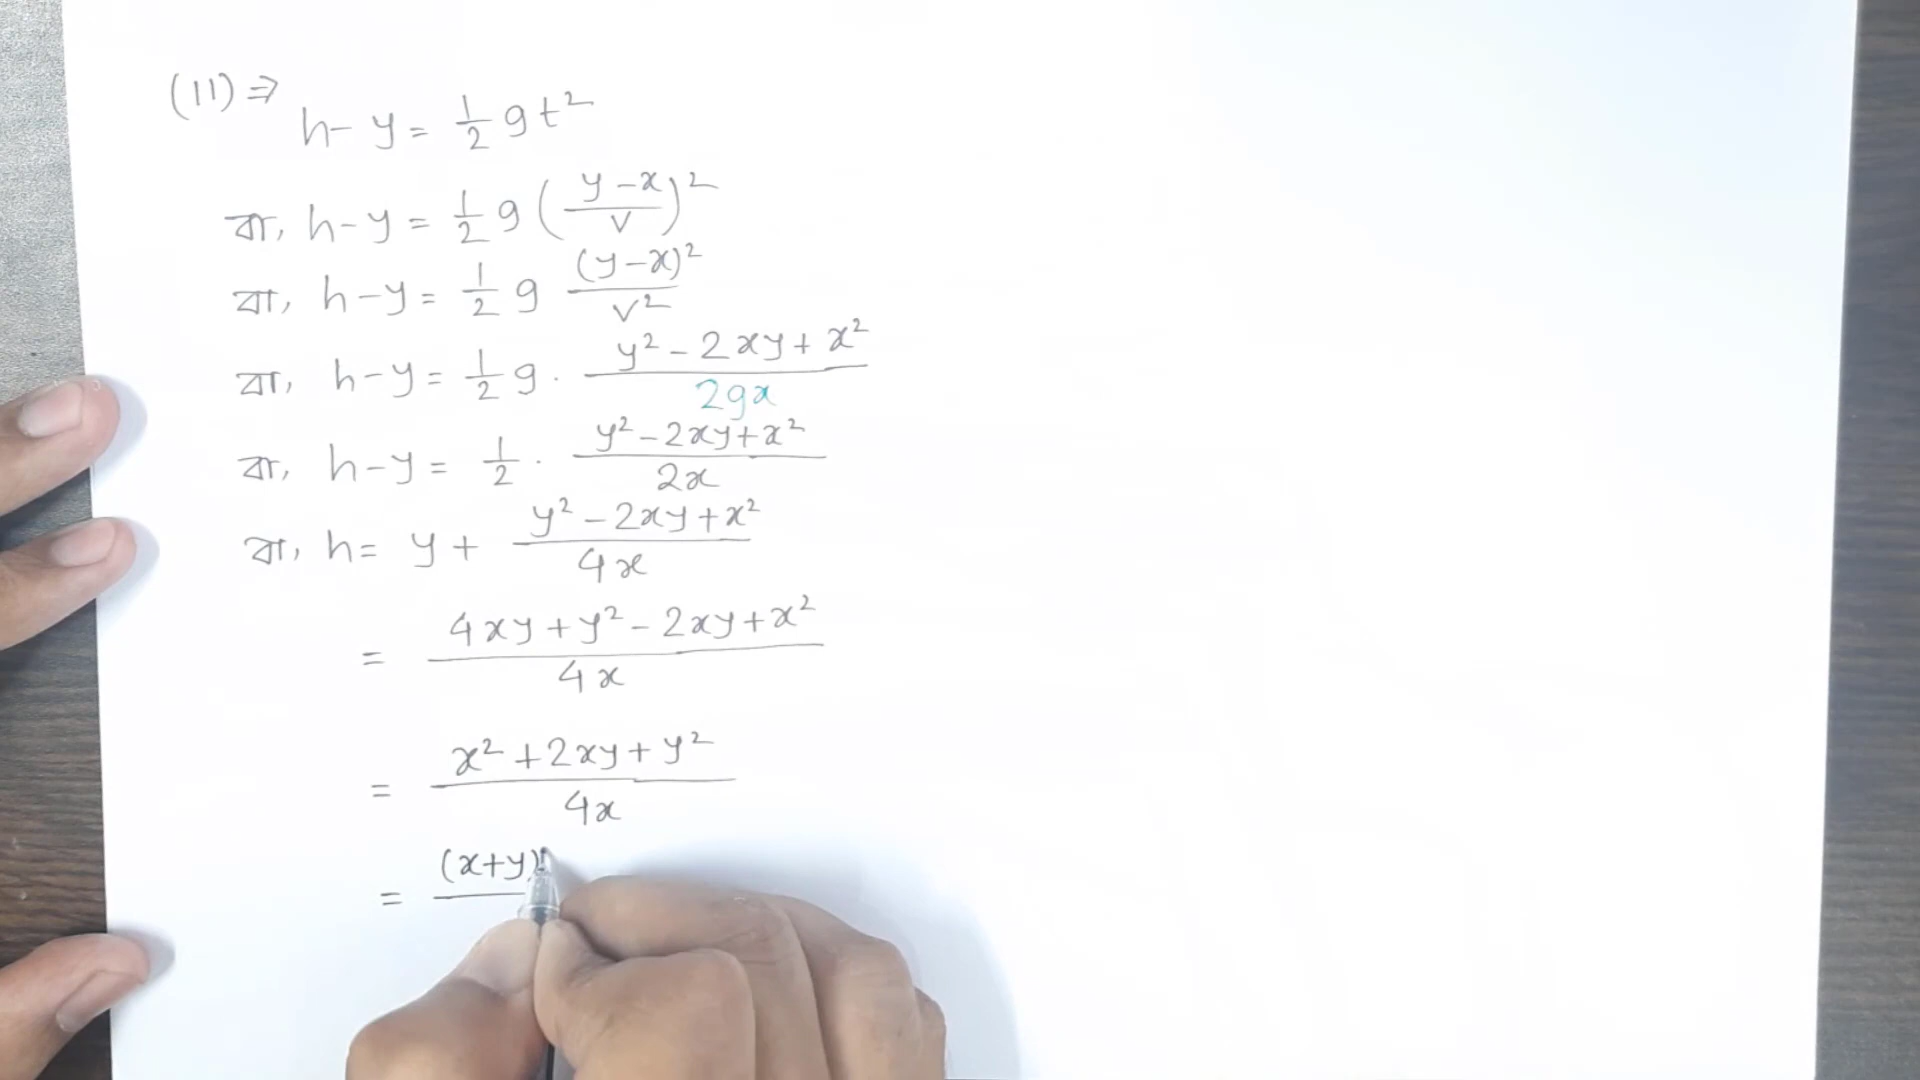 (11) ⇒ h - y = 1/2 g t²
বা, h - y = 1/2 g ((y - x)/v)²
বা, h - y = 1/2 g (y - x)²/v²
বা, h - y = 1/2 g . (y² - 2xy + x²)/2gx
বা, h - y = 1/2 . (y² - 2xy + x²)/2x
বা, h = y + (y² - 2xy + x²)/4x
= (4xy + y² - 2xy + x²)/4x
= (x² + 2xy + y²)/4x
= (x+y)